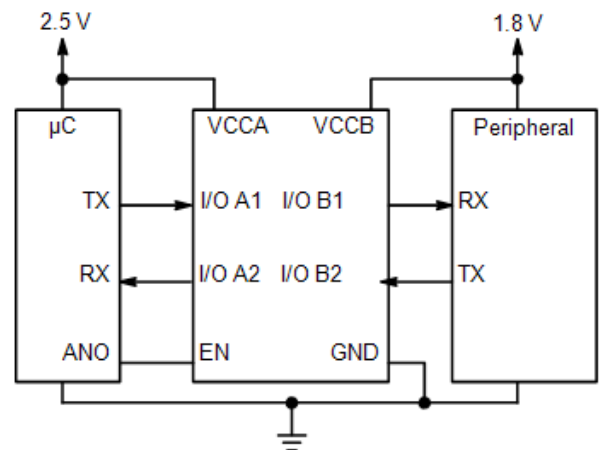 2.5 V 1.8 V
µC VCCA VCCB Peripheral
TX I/O A1 I/O B1 RX
RX I/O A2 I/O B2 TX
ANO EN GND